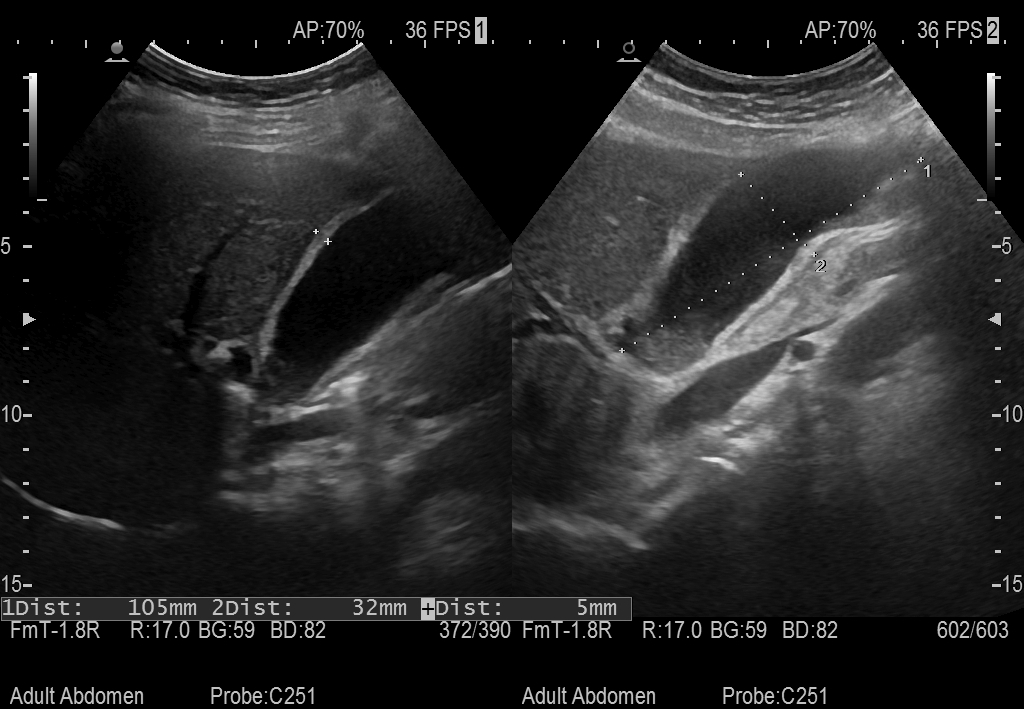 AP:70% 36 FPS 1
AP:70% 36 FPS 2
1
2
5
5
10
10
15
15
1Dist: 105mm 2Dist: 32mm +Dist: 5mm
FmT-1.8R R:17.0 BG:59 BD:82 372/390
FmT-1.8R R:17.0 BG:59 BD:82 602/603
Adult Abdomen Probe:C251
Adult Abdomen Probe:C251